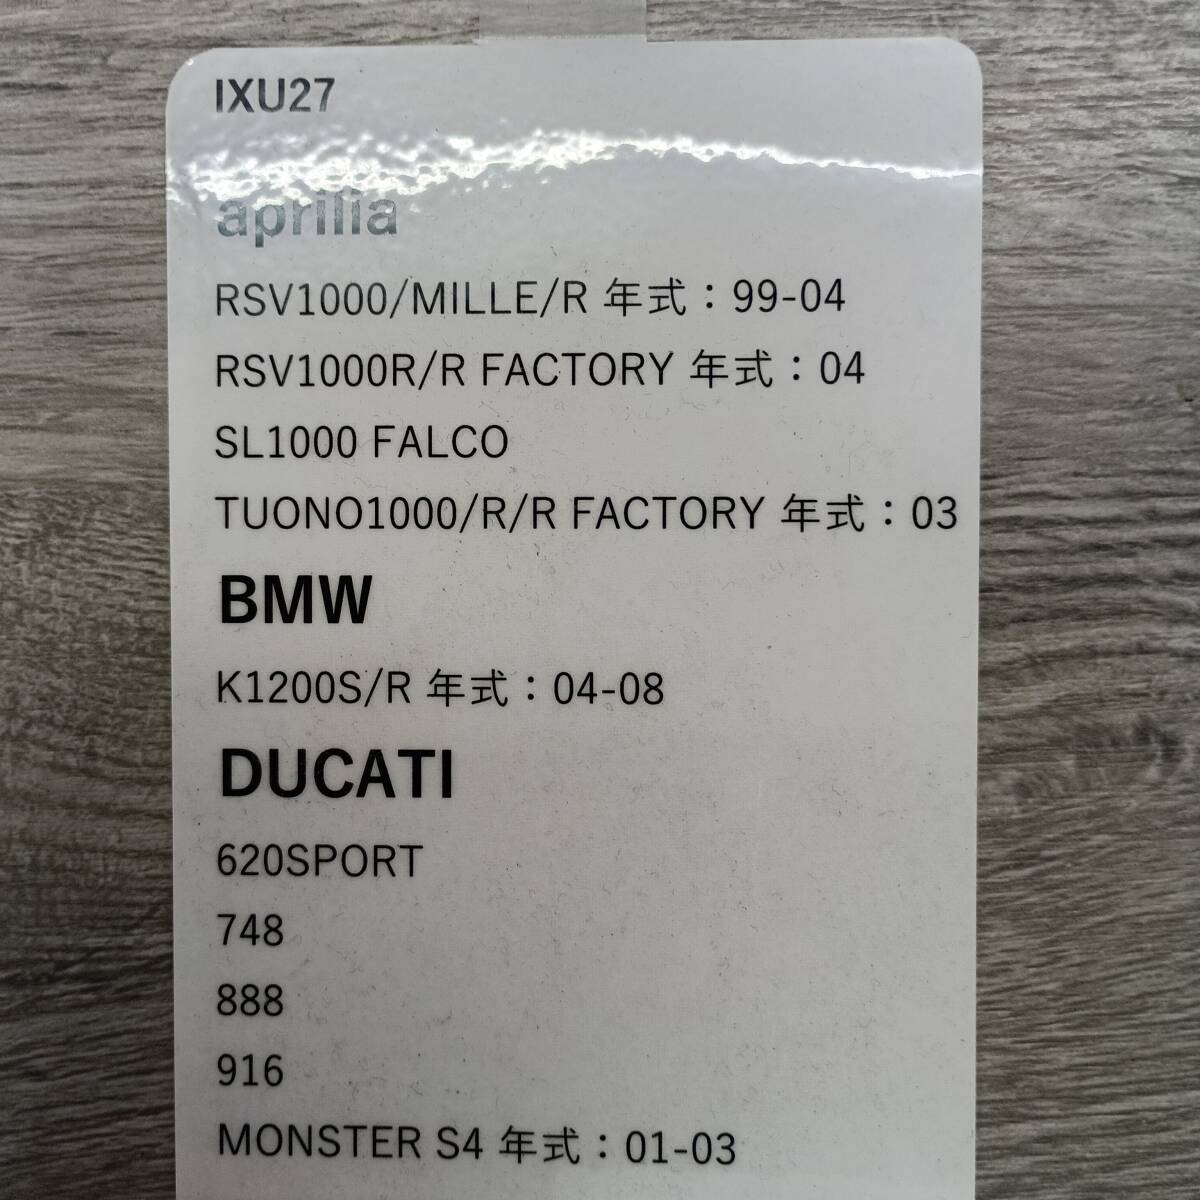 IXU27
aprilia
RSV1000/MILLE/R 年式：99-04
RSV1000R/R FACTORY 年式：04
SL1000 FALCO
TUONO1000/R/R FACTORY 年式：03
BMW
K1200S/R 年式：04-08
DUCATI
620SPORT
748
888
916
MONSTER S4 年式：01-03